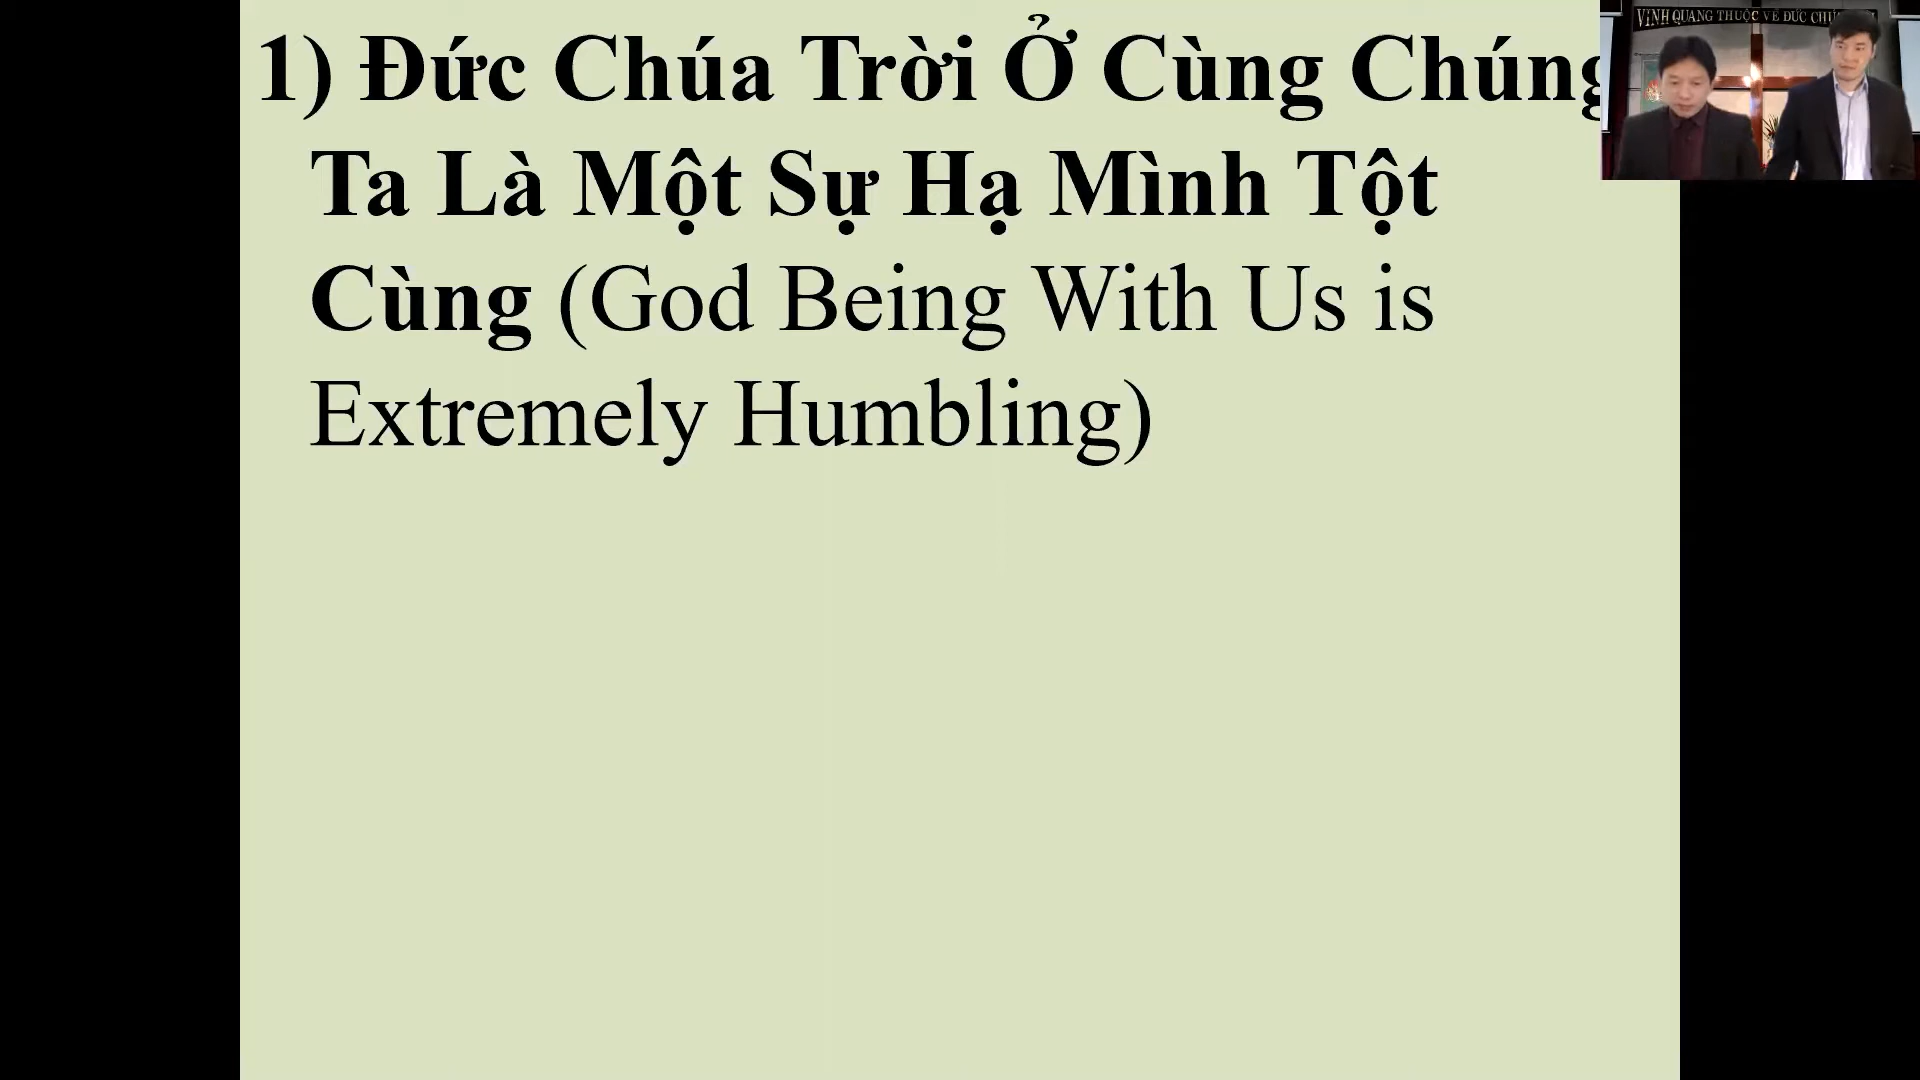 1) Đức Chúa Trời Ở Cùng Chúng
Ta Là Một Sự Hạ Mình Tột
Cùng (God Being With Us is
Extremely Humbling)
VINH QUANG THUỘC VỀ ĐỨC